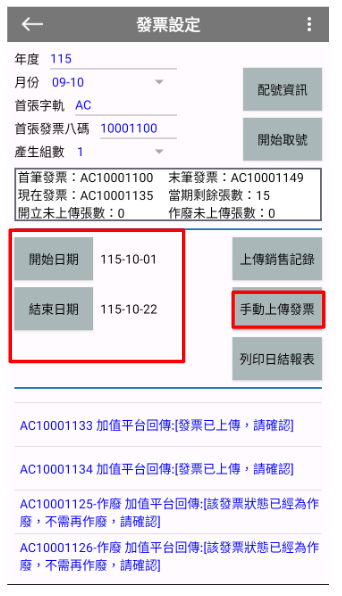 發票設定
年度 115
月份 09-10
首張字軌 AC
配號資訊
首張發票八碼 10001100
產生組數 1
開始取號
首筆發票：AC10001100 末筆發票：AC10001149
現在發票：AC10001135 當期剩餘張數：15
開立未上傳張數：0 作廢未上傳張數：0
開始日期 115-10-01 上傳銷售記錄
結束日期 115-10-22 手動上傳發票
列印日結報表
AC10001133 加值平台回傳:[發票已上傳，請確認]
AC10001134 加值平台回傳:[發票已上傳，請確認]
AC10001125-作廢 加值平台回傳:[該發票狀態已經為作
廢，不需再作廢，請確認]
AC10001126-作廢 加值平台回傳:[該發票狀態已經為作
廢，不需再作廢，請確認]